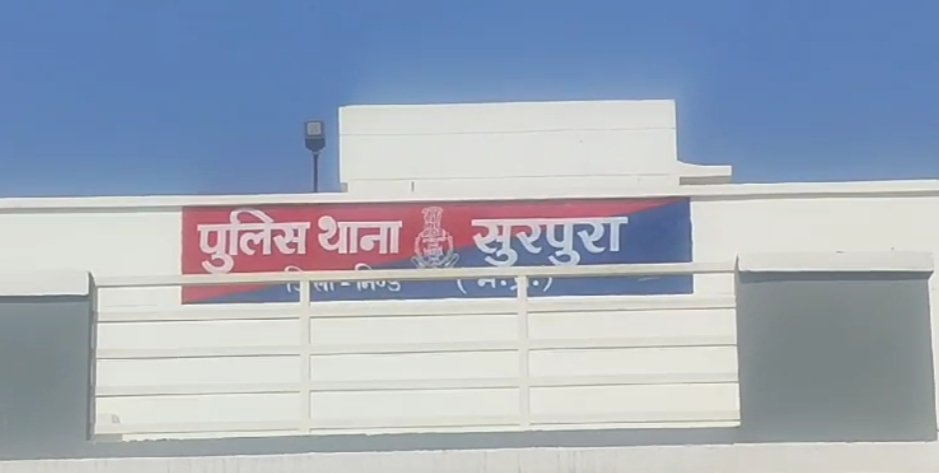 पुलिस थाना सुरपुरा
जिला - भिण्ड (म.प्र.)